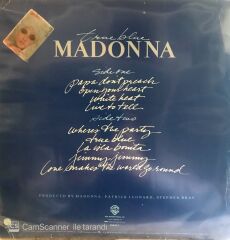 true blue
MADONNA
Side one
papa don't preach
open your heart
white heat
live to tell
Side two
where's the party
true blue
la isla bonita
jimmy jimmy
love makes the world go round
PRODUCED BY MADONNA, PATRICK LEONARD, STEPHEN BRAY
CamScanner ile tarandı